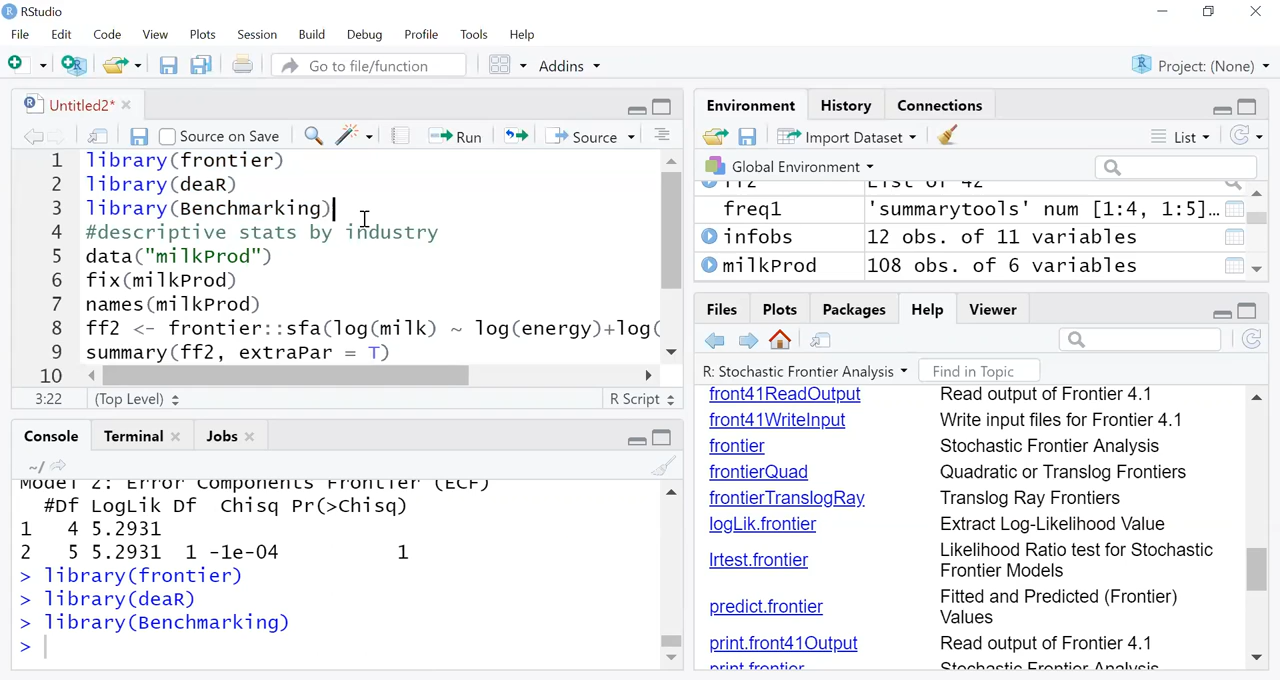 RStudio
File Edit Code View Plots Session Build Debug Profile Tools Help
Go to file/function Addins Project: (None)
Untitled2*
Source on Save Run Source
1 library(frontier)
2 library(deaR)
3 library(Benchmarking)
4 #descriptive stats by industry
5 data("milkProd")
6 fix(milkProd)
7 names(milkProd)
8 ff2 <- frontier::sfa(log(milk) ~ log(energy)+log(
9 summary(ff2, extraPar = T)
10
3:22 (Top Level) R Script
Console Terminal Jobs
~/
Model 2: Error Components Frontier (ECF)
#Df LogLik Df Chisq Pr(>Chisq)
1 4 5.2931
2 5 5.2931 1 -1e-04 1
> library(frontier)
> library(deaR)
> library(Benchmarking)
>
Environment History Connections
Import Dataset List
Global Environment
ff2 List of 42
freq1 'summarytools' num [1:4, 1:5]...
infobs 12 obs. of 11 variables
milkProd 108 obs. of 6 variables
Files Plots Packages Help Viewer
R: Stochastic Frontier Analysis Find in Topic
front41ReadOutput Read output of Frontier 4.1
front41WriteInput Write input files for Frontier 4.1
frontier Stochastic Frontier Analysis
frontierQuad Quadratic or Translog Frontiers
frontierTranslogRay Translog Ray Frontiers
logLik.frontier Extract Log-Likelihood Value
lrtest.frontier Likelihood Ratio test for Stochastic
Frontier Models
predict.frontier Fitted and Predicted (Frontier)
Values
print.front41Output Read output of Frontier 4.1
print.frontier Stochastic Frontier Analysis